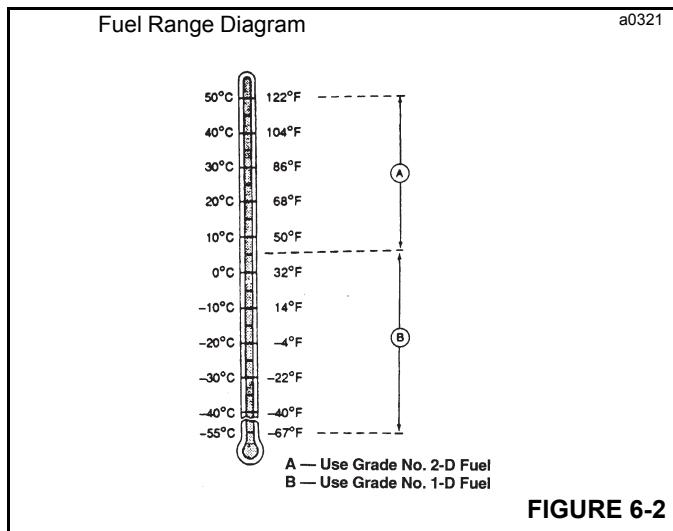 Fuel Range Diagram
a0321
50°C 122°F
40°C 104°F
30°C 86°F
A
20°C 68°F
10°C 50°F
0°C 32°F
–10°C 14°F
B
–20°C –4°F
–30°C –22°F
–40°C –40°F
–55°C –67°F
A — Use Grade No. 2-D Fuel
B — Use Grade No. 1-D Fuel
FIGURE 6-2